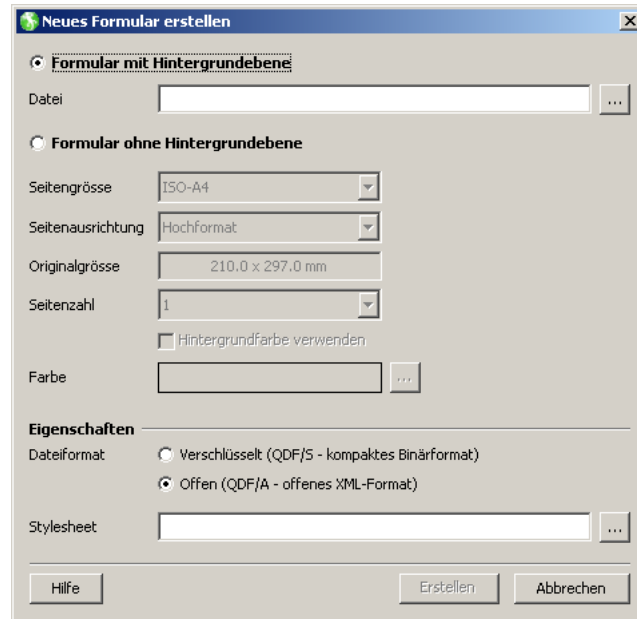 Neues Formular erstellen
Formular mit Hintergrundebene
Datei ...
Formular ohne Hintergrundebene
Seitengrösse ISO-A4
Seitenausrichtung Hochformat
Originalgrösse 210.0 x 297.0 mm
Seitenzahl 1
Hintergrundfarbe verwenden
Farbe ...
Eigenschaften
Dateiformat Verschlüsselt (QDF/S - kompaktes Binärformat)
Offen (QDF/A - offenes XML-Format)
Stylesheet ...
Hilfe Erstellen Abbrechen